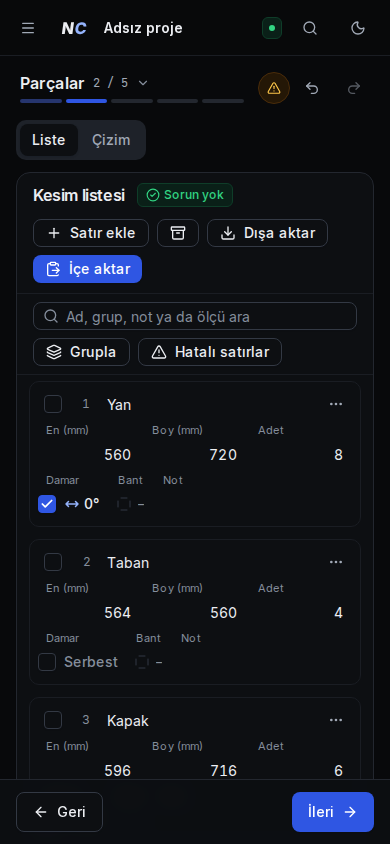 NC Adsız proje
Parçalar 2 / 5
Liste Çizim
Kesim listesi Sorun yok
Satır ekle Dışa aktar
İçe aktar
Ad, grup, not ya da ölçü ara
Grupla Hatalı satırlar
1 Yan
En (mm) Boy (mm) Adet
560 720 8
Damar Bant Not
0° –
2 Taban
En (mm) Boy (mm) Adet
564 560 4
Damar Bant Not
Serbest –
3 Kapak
En (mm) Boy (mm) Adet
596 716 6
Geri İleri